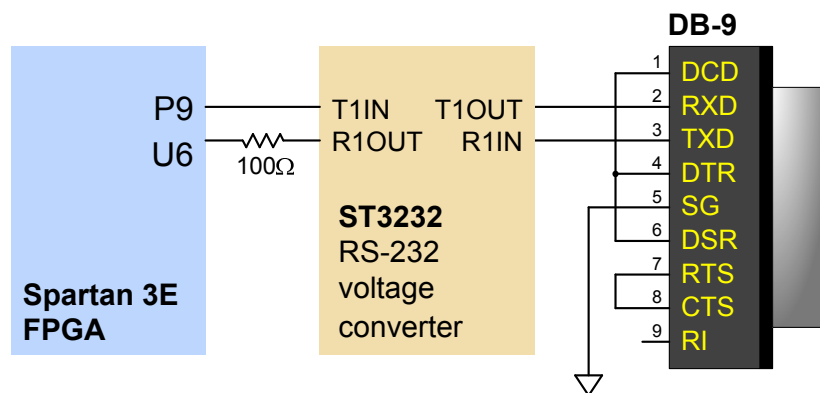 DB-9
P9
U6
100Ω
T1IN T1OUT
R1OUT R1IN
ST3232
RS-232
voltage
converter
Spartan 3E
FPGA
1 DCD
2 RXD
3 TXD
4 DTR
5 SG
6 DSR
7 RTS
8 CTS
9 RI